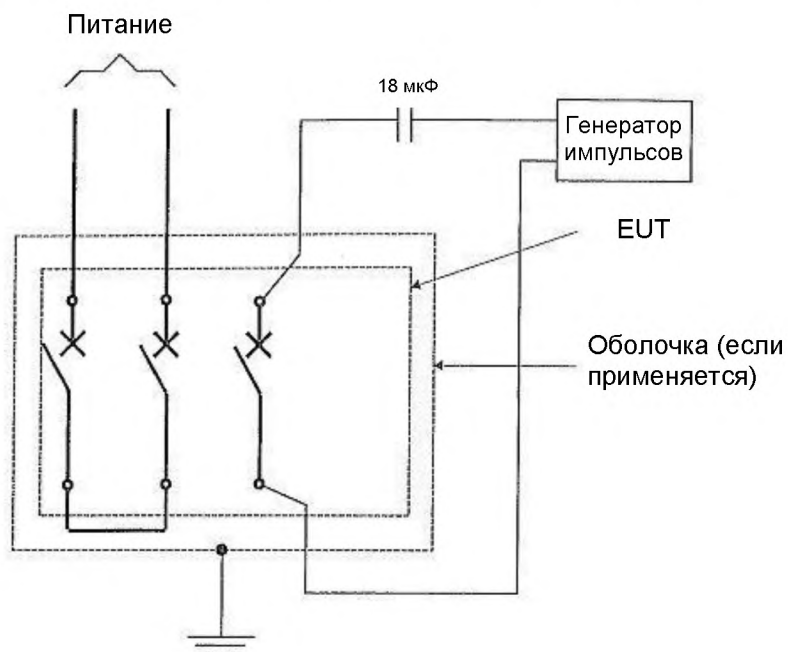 Питание
18 мкФ
Генератор
импульсов
EUT
Оболочка (если
применяется)